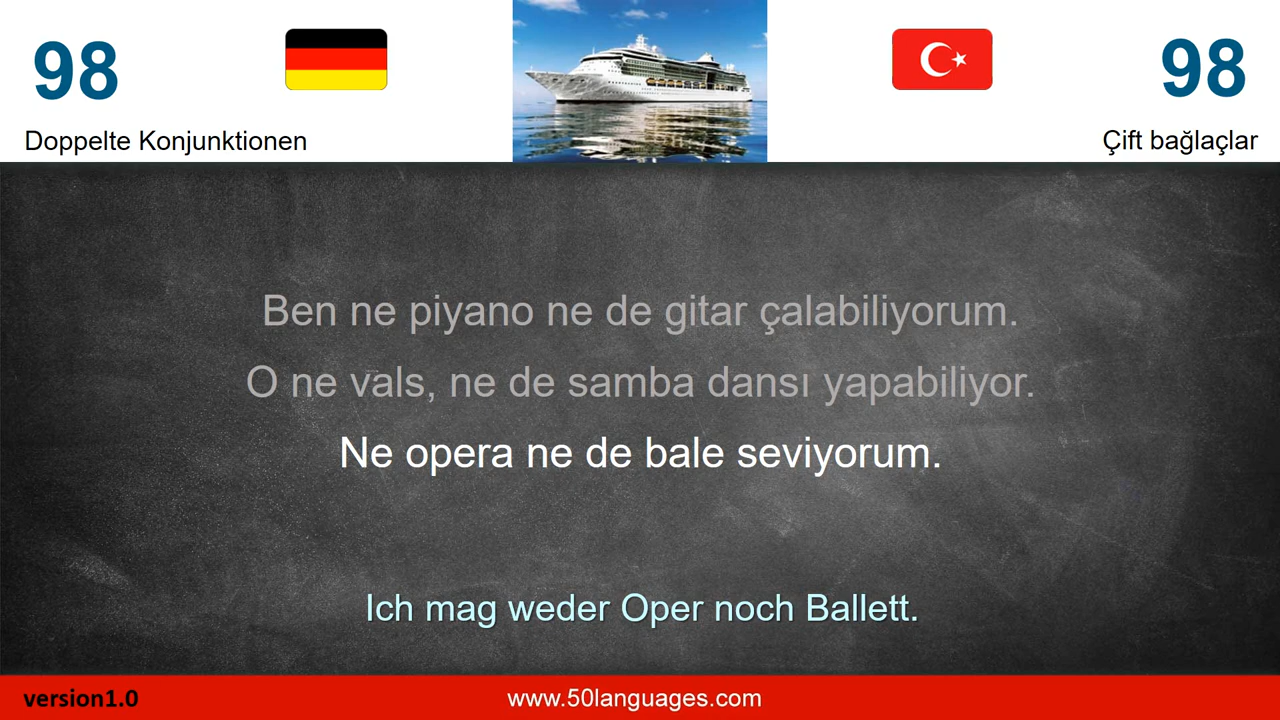 98
98
Doppelte Konjunktionen
Çift bağlaçlar
Ben ne piyano ne de gitar çalabiliyorum.
O ne vals, ne de samba dansı yapabiliyor.
Ne opera ne de bale seviyorum.
Ich mag weder Oper noch Ballett.
version1.0
www.50languages.com